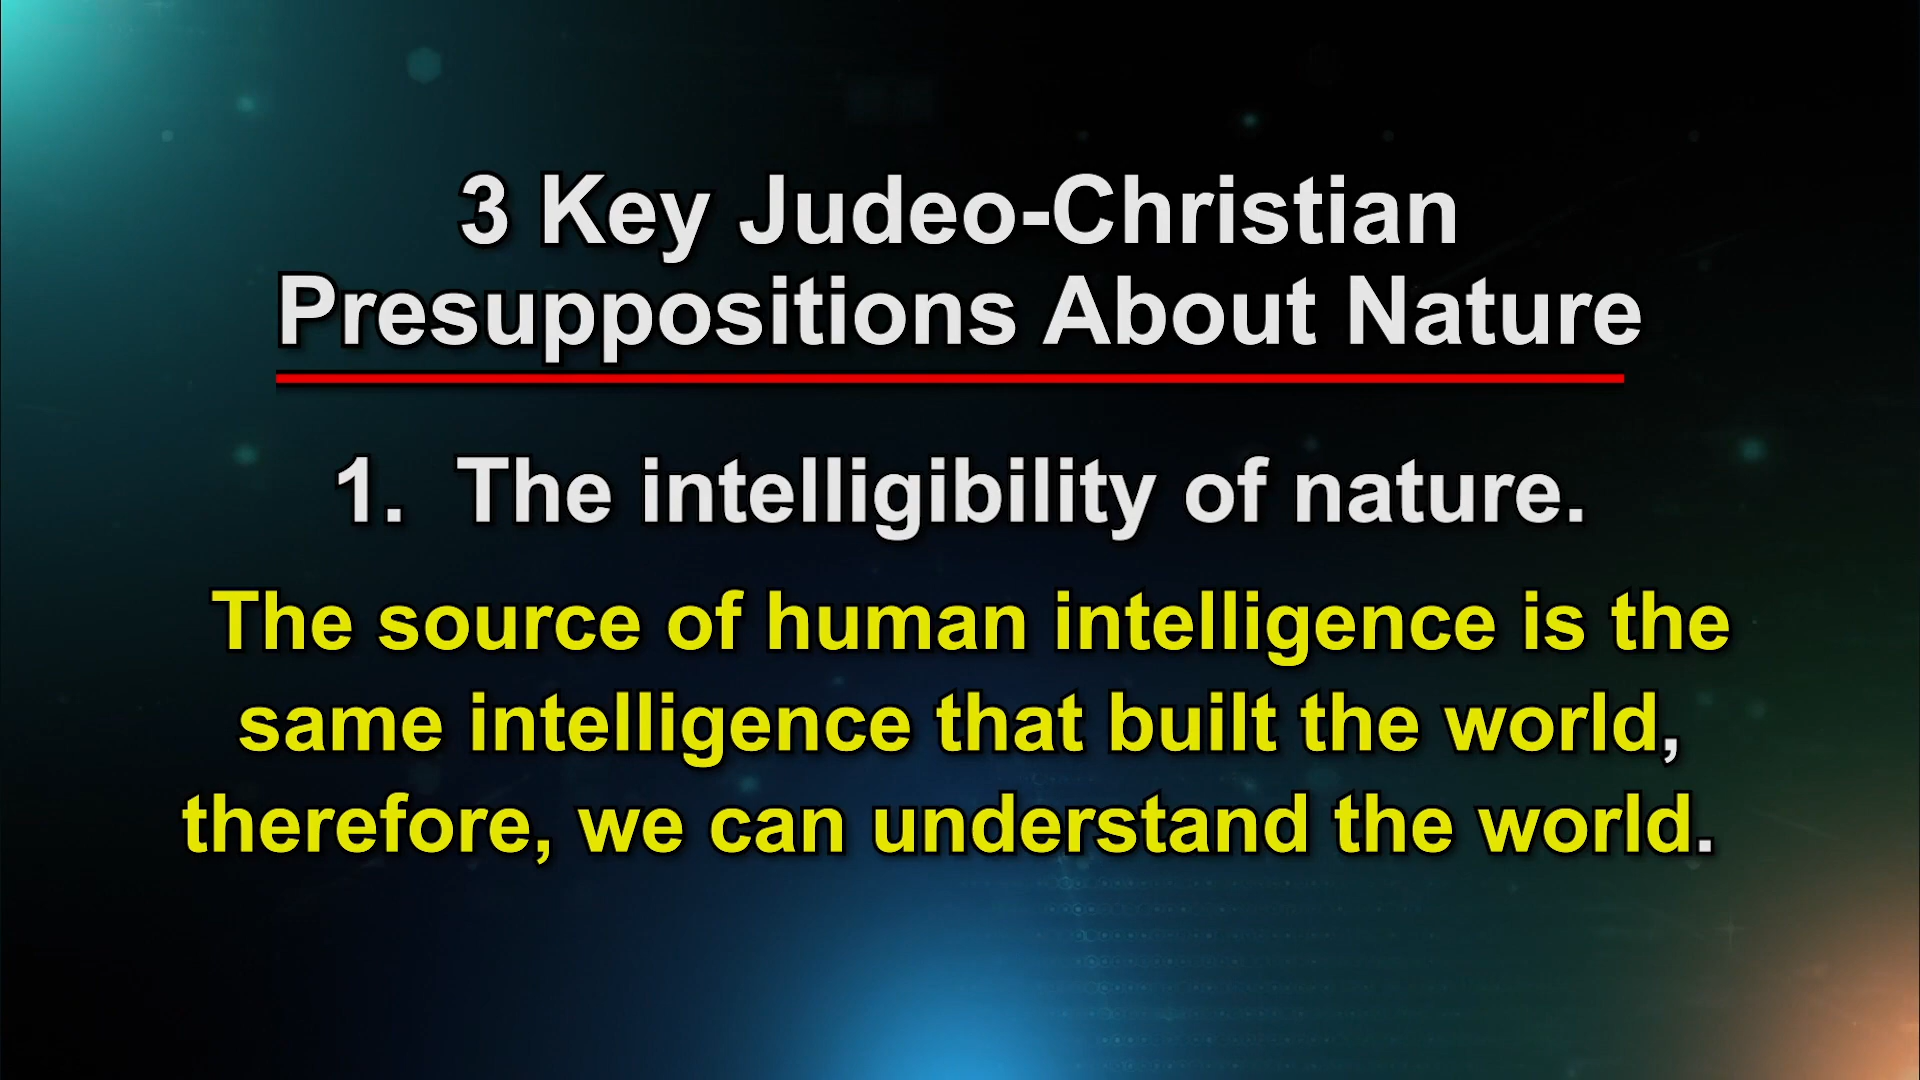 3 Key Judeo-Christian
Presuppositions About Nature
1. The intelligibility of nature.
The source of human intelligence is the
same intelligence that built the world,
therefore, we can understand the world.